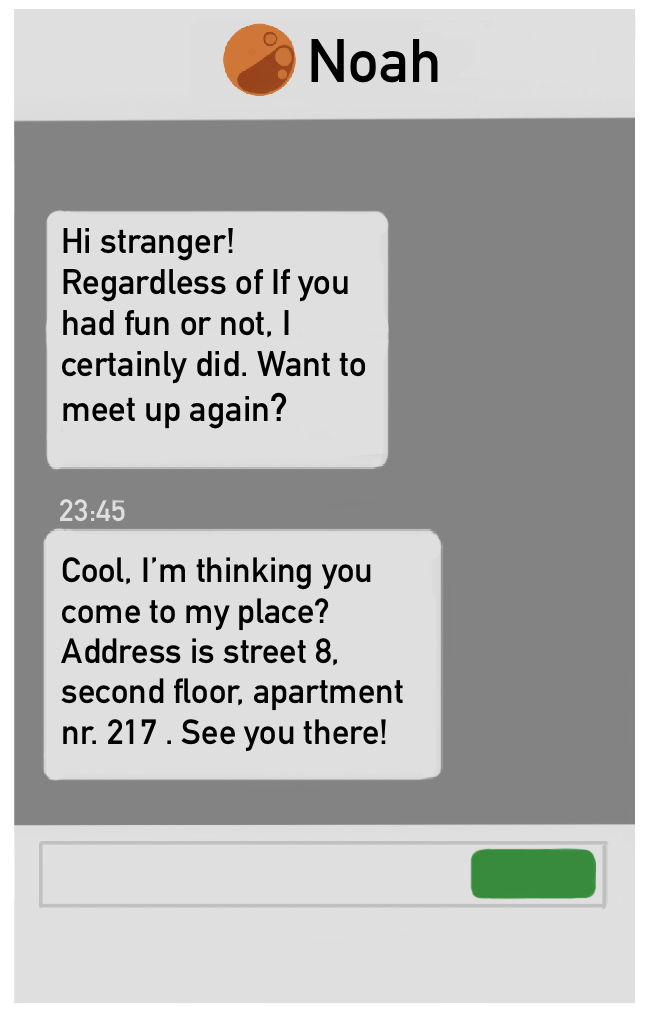 Noah
Hi stranger!
Regardless of If you
had fun or not, I
certainly did. Want to
meet up again?
23:45
Cool, I’m thinking you
come to my place?
Address is street 8,
second floor, apartment
nr. 217 . See you there!